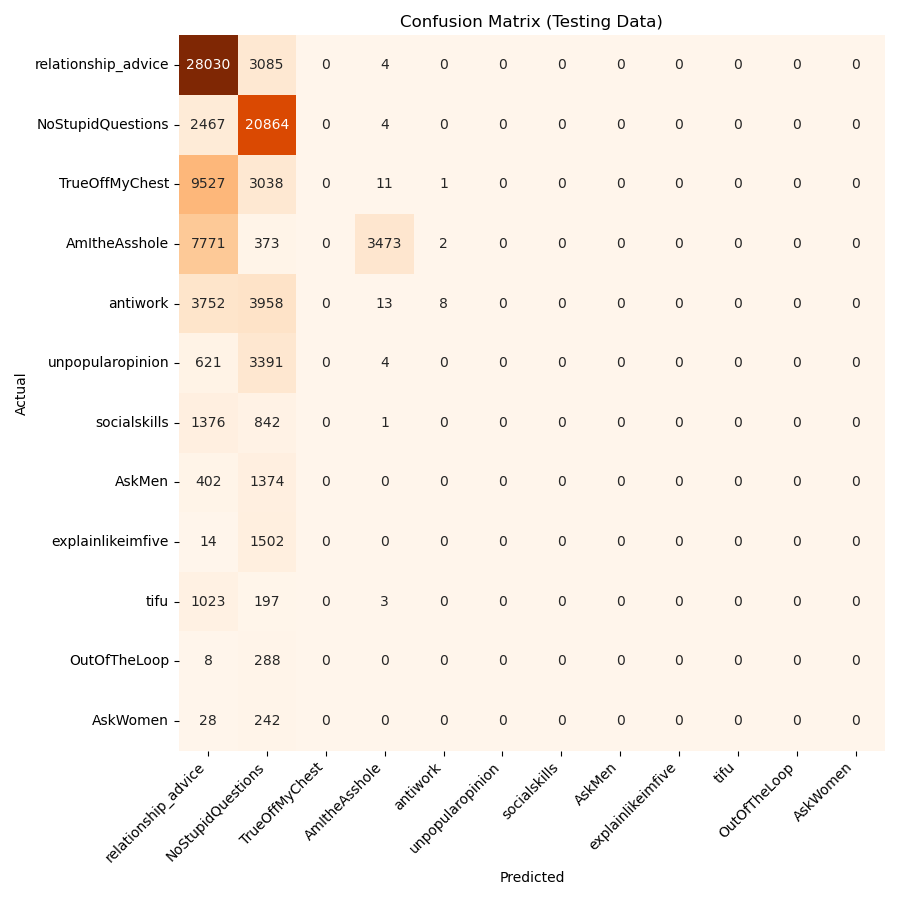 Confusion Matrix (Testing Data)
relationship_advice 28030 3085 0 4 0 0 0 0 0 0 0 0
NoStupidQuestions 2467 20864 0 4 0 0 0 0 0 0 0 0
TrueOffMyChest 9527 3038 0 11 1 0 0 0 0 0 0 0
AmItheAsshole 7771 373 0 3473 2 0 0 0 0 0 0 0
antiwork 3752 3958 0 13 8 0 0 0 0 0 0 0
unpopularopinion 621 3391 0 4 0 0 0 0 0 0 0 0
socialskills 1376 842 0 1 0 0 0 0 0 0 0 0
AskMen 402 1374 0 0 0 0 0 0 0 0 0 0
explainlikeimfive 14 1502 0 0 0 0 0 0 0 0 0 0
tifu 1023 197 0 3 0 0 0 0 0 0 0 0
OutOfTheLoop 8 288 0 0 0 0 0 0 0 0 0 0
AskWomen 28 242 0 0 0 0 0 0 0 0 0 0
Actual
relationship_advice
NoStupidQuestions
TrueOffMyChest
AmItheAsshole
antiwork
unpopularopinion
socialskills
AskMen
explainlikeimfive
tifu
OutOfTheLoop
AskWomen
Predicted